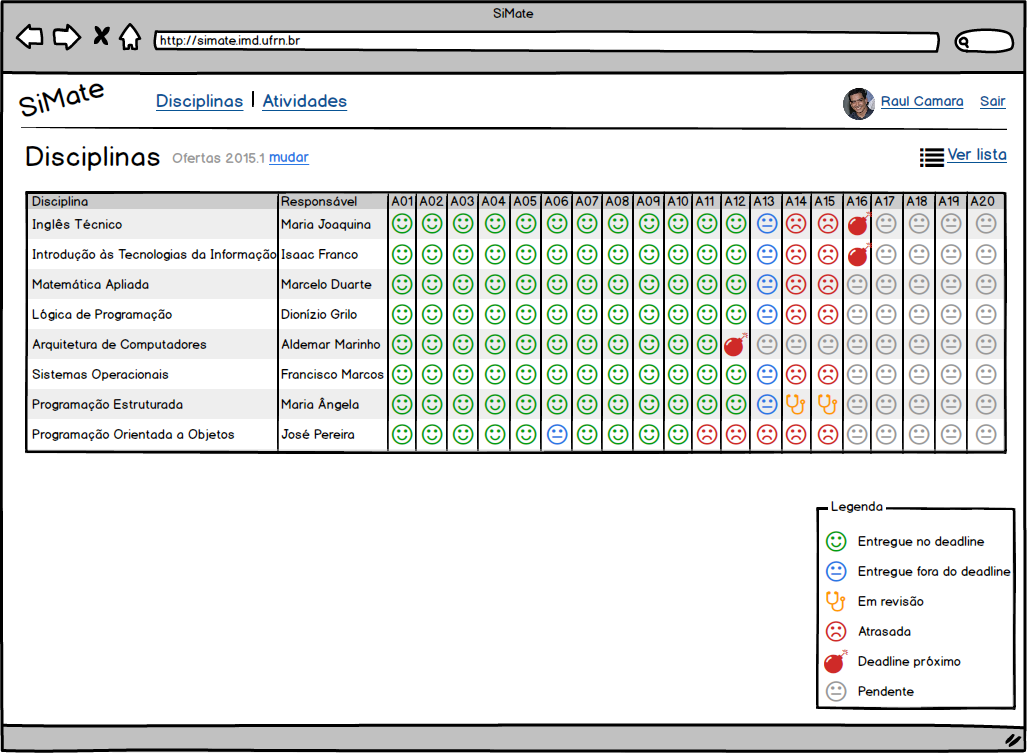 SiMate
http://simate.imd.ufrn.br
SiMate Disciplinas | Atividades Raul Camara Sair
Disciplinas Ofertas 2015.1 mudar Ver lista
Disciplina Responsável A01 A02 A03 A04 A05 A06 A07 A08 A09 A10 A11 A12 A13 A14 A15 A16 A17 A18 A19 A20
Inglês Técnico Maria Joaquina
Introdução às Tecnologias da Informação Isaac Franco
Matemática Apliada Marcelo Duarte
Lógica de Programação Dionízio Grilo
Arquitetura de Computadores Aldemar Marinho
Sistemas Operacionais Francisco Marcos
Programação Estruturada Maria Ângela
Programação Orientada a Objetos José Pereira
Legenda
Entregue no deadline
Entregue fora do deadline
Em revisão
Atrasada
Deadline próximo
Pendente